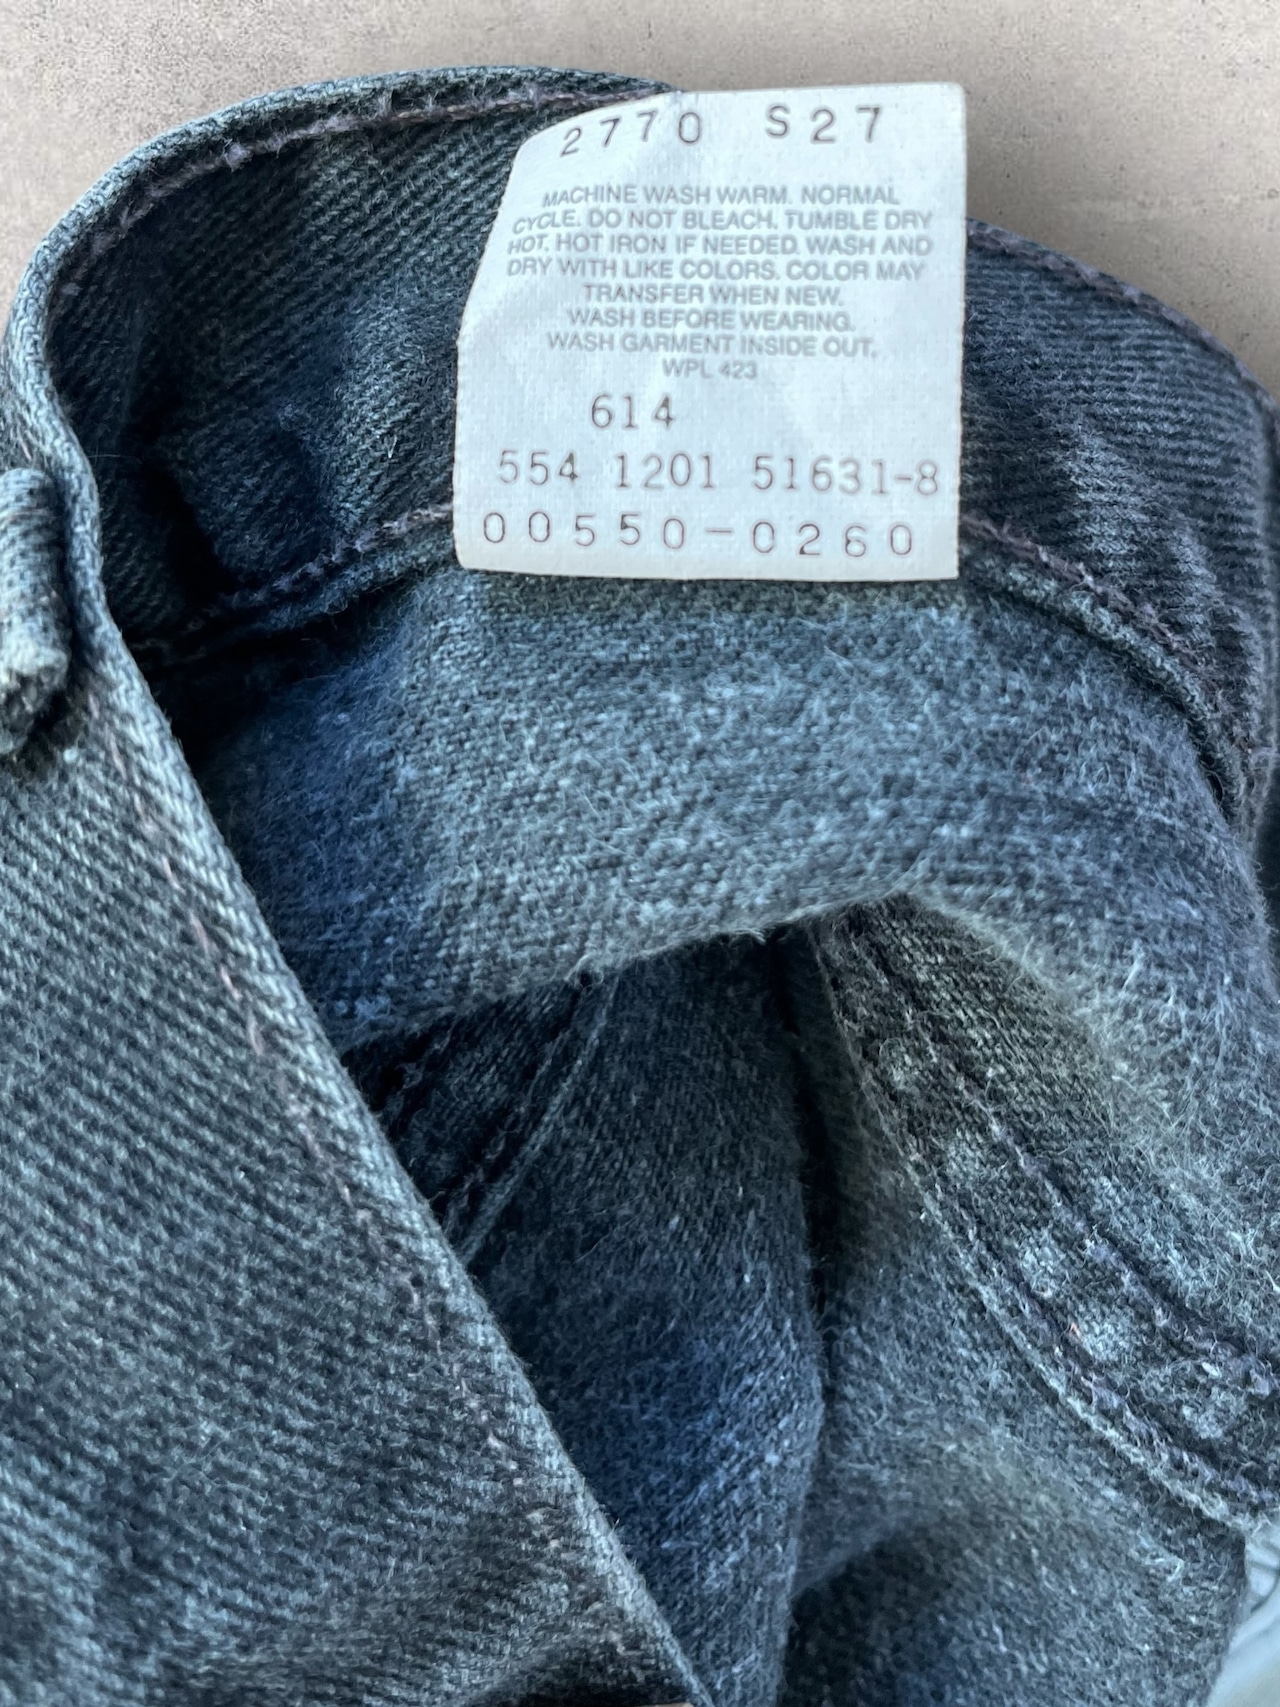 2770 S27
MACHINE WASH WARM. NORMAL
CYCLE. DO NOT BLEACH. TUMBLE DRY
HOT. HOT IRON IF NEEDED. WASH AND
DRY WITH LIKE COLORS. COLOR MAY
TRANSFER WHEN NEW.
WASH BEFORE WEARING.
WASH GARMENT INSIDE OUT.
WPL 423
614
554 1201 51631-8
00550-0260